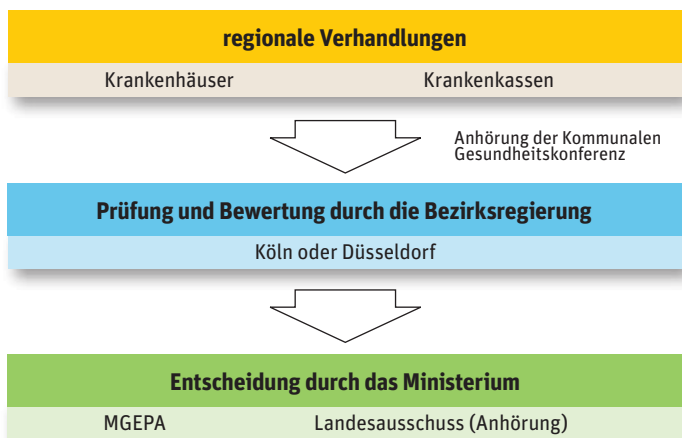 regionale Verhandlungen
Krankenhäuser Krankenkassen
Anhörung der Kommunalen
Gesundheitskonferenz
Prüfung und Bewertung durch die Bezirksregierung
Köln oder Düsseldorf
Entscheidung durch das Ministerium
MGEPA Landesausschuss (Anhörung)